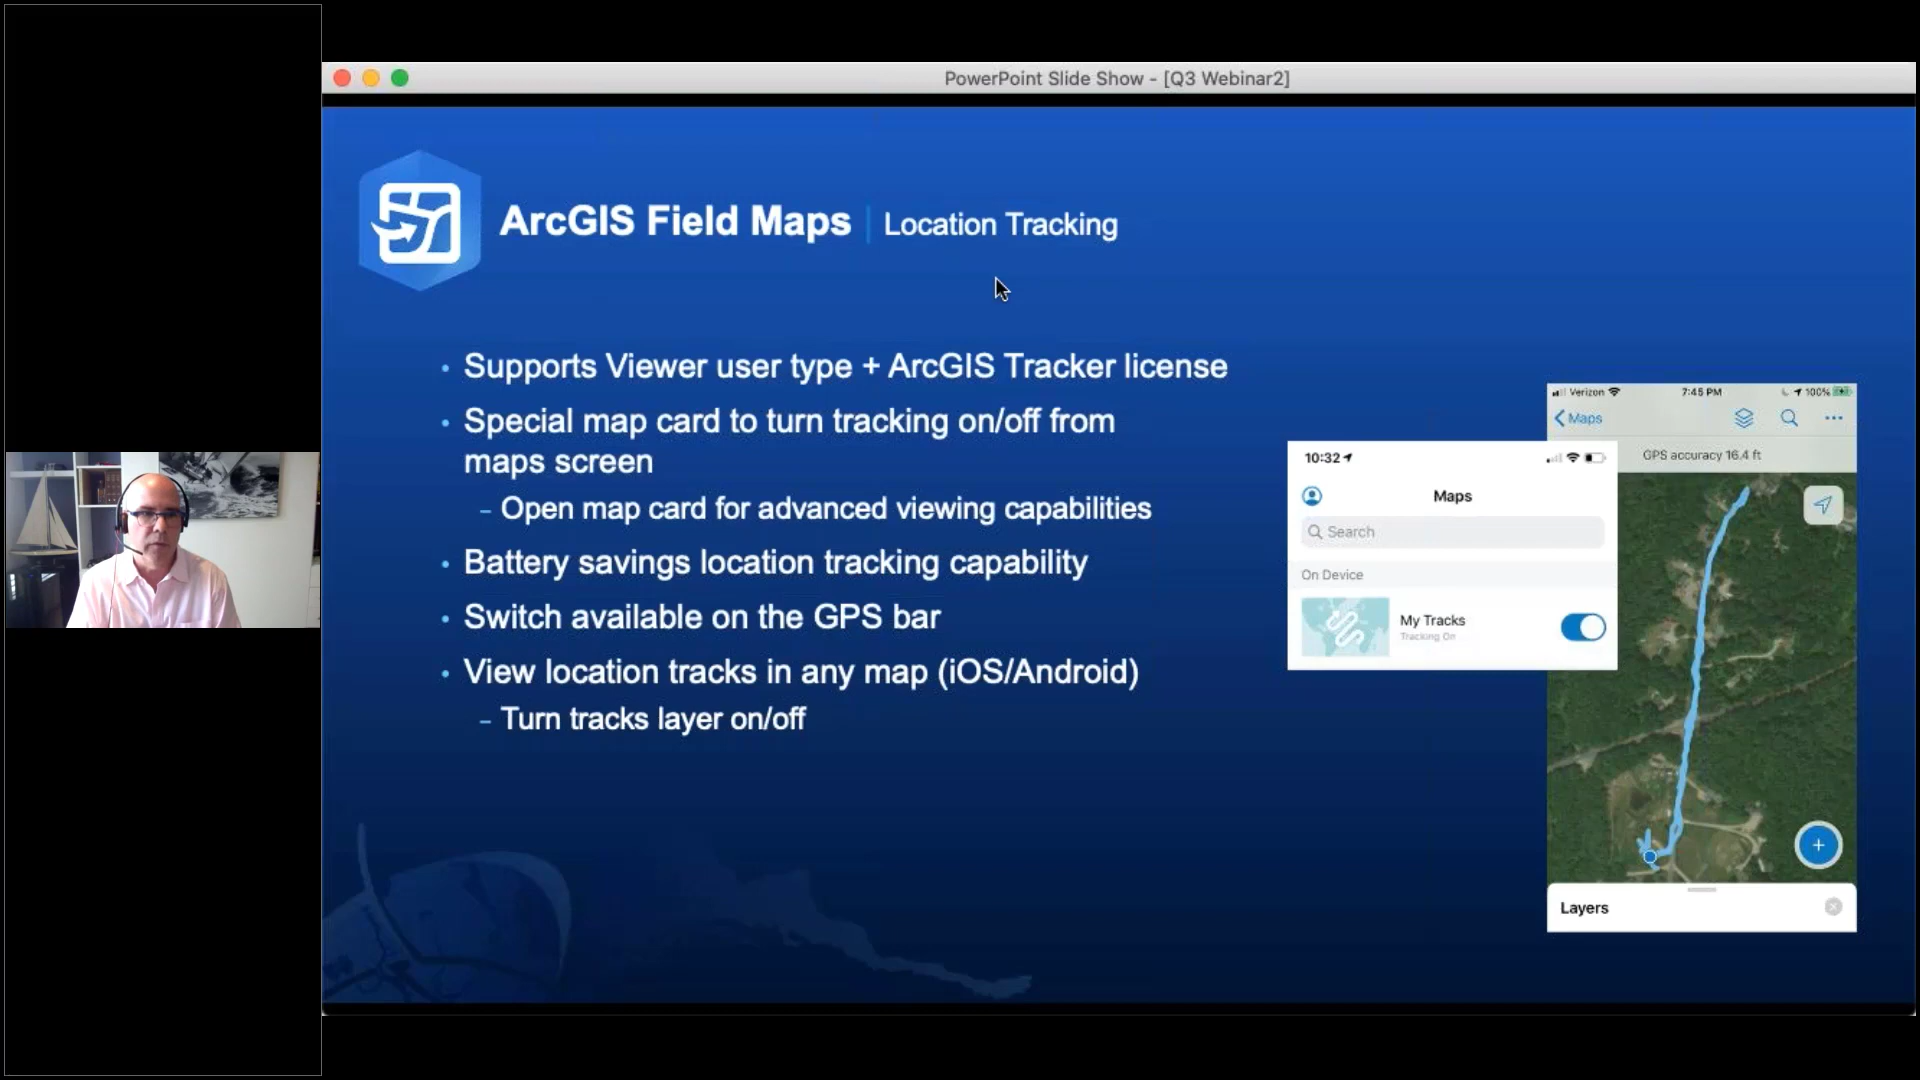 PowerPoint Slide Show - [Q3 Webinar2]
ArcGIS Field Maps | Location Tracking
• Supports Viewer user type + ArcGIS Tracker license
• Special map card to turn tracking on/off from
maps screen
– Open map card for advanced viewing capabilities
• Battery savings location tracking capability
• Switch available on the GPS bar
• View location tracks in any map (iOS/Android)
– Turn tracks layer on/off
10:32
Maps
Search
On Device
My Tracks
Tracking On
Verizon 7:45 PM 100%
Maps
GPS accuracy 16.4 ft
Layers